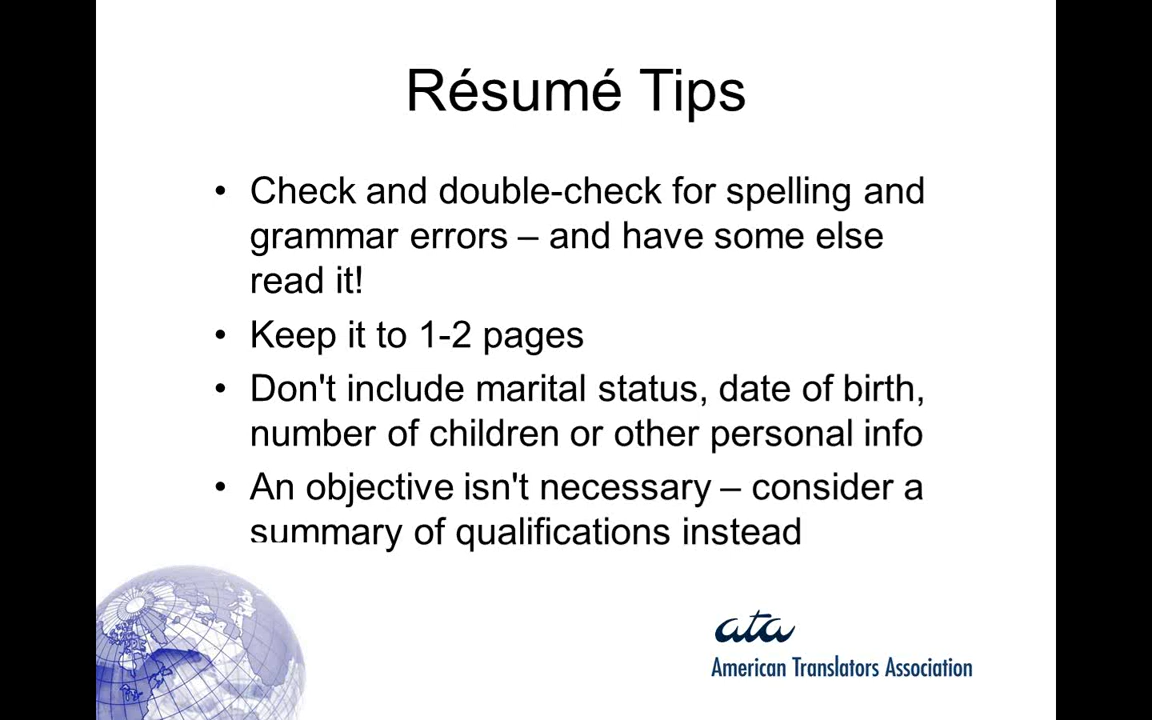 Résumé Tips
• Check and double-check for spelling and
grammar errors – and have some else
read it!
• Keep it to 1-2 pages
• Don't include marital status, date of birth,
number of children or other personal info
• An objective isn't necessary – consider a
summary of qualifications instead
ata
American Translators Association